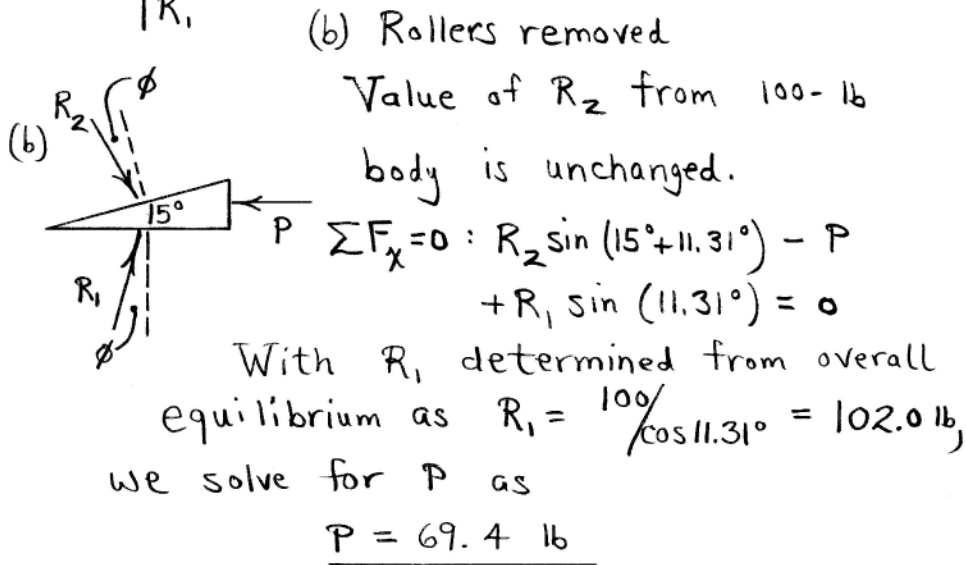 R₁
(b) Rollers removed
Value of R₂ from 100-lb
body is unchanged.
(b)
R₂
ϕ
15°
P
R₁
ϕ
ΣFₓ=0 : R₂ sin (15°+11.31°) - P
+R₁ sin (11.31°) = 0
With R₁ determined from overall
equilibrium as R₁ = 100/cos 11.31° = 102.0 lb,
we solve for P as
P = 69.4 lb